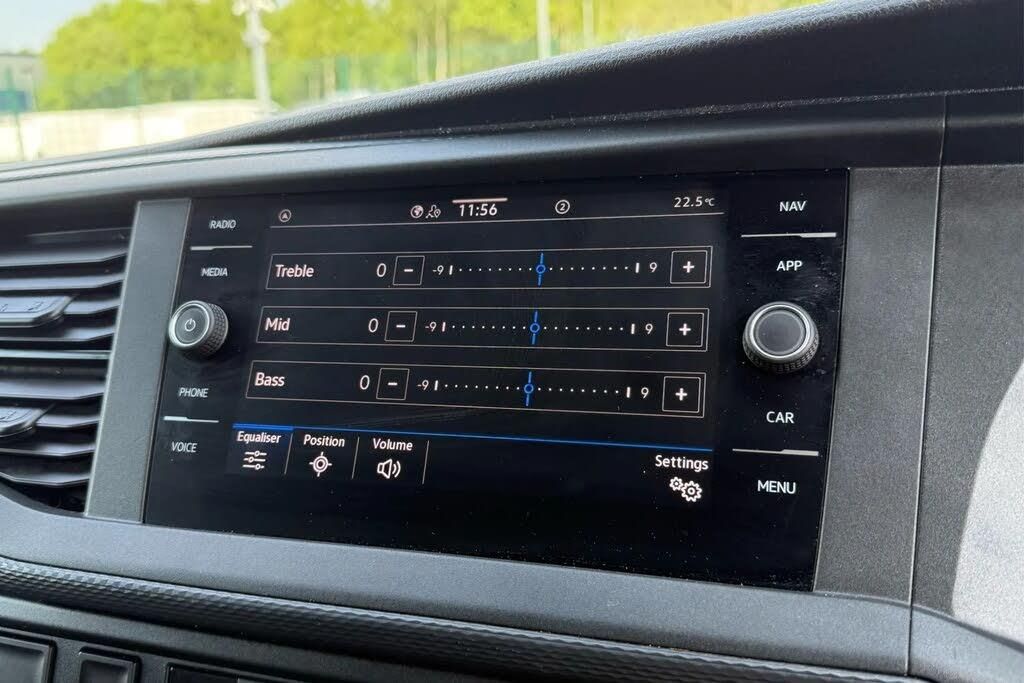 RADIO
MEDIA
PHONE
VOICE
11:56
2
22.5°C
Treble 0 - -9 9 +
Mid 0 - -9 9 +
Bass 0 - -9 9 +
Equaliser Position Volume
Settings
NAV
APP
CAR
MENU